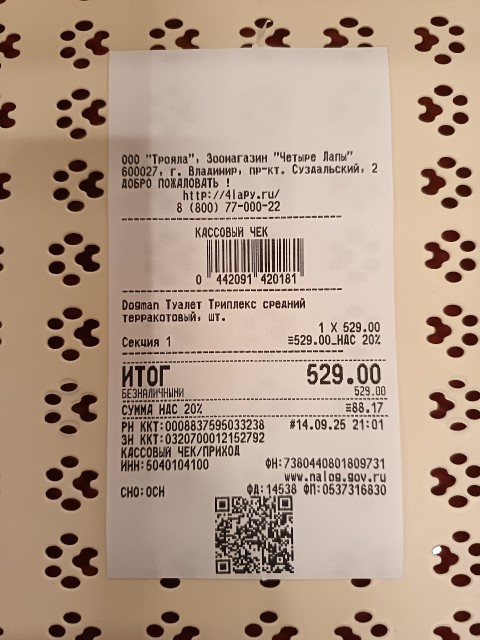 ООО "Трояла", Зоомагазин "Четыре Лапы"
600027, г. Владимир, пр-кт. Суздальский, 2
ДОБРО ПОЖАЛОВАТЬ !
http://4lapy.ru/
8 (800) 77-000-22
КАССОВЫЙ ЧЕК
0 442091 420181
Dogman Туалет Триплекс средний
терракотовый, шт.
1 X 529.00
Секция 1 ≡529.00_НДС 20%
ИТОГ 529.00
БЕЗНАЛИЧНЫМИ 529.00
СУММА НДС 20% ≡88.17
РН ККТ:0008837595033238 #14.09.25 21:01
ЗН ККТ:0320700012152792
КАССОВЫЙ ЧЕК/ПРИХОД
ИНН:5040104100 ФН:7380440801809731
www.nalog.gov.ru
СНО:ОСН ФД:14538 ФП:0537316830